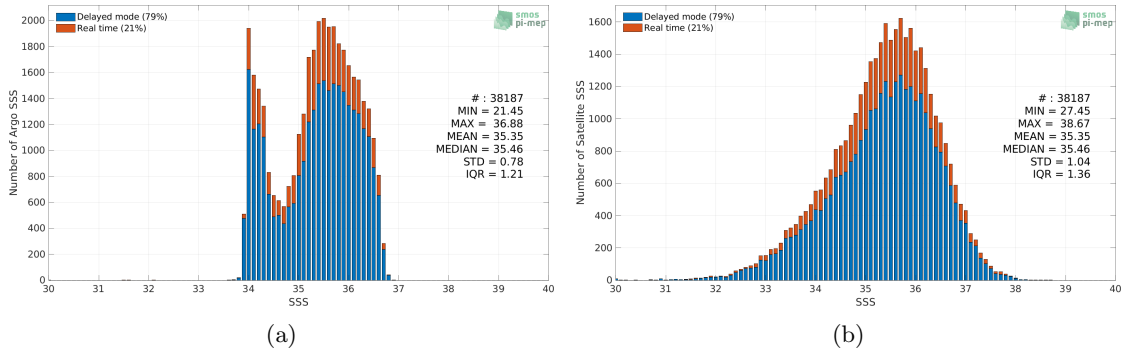 Delayed mode (79%)
Real time (21%)
smos
pi-mep
Number of Argo SSS
2000
1800
1600
1400
1200
1000
800
600
400
200
0
# : 38187
MIN = 21.45
MAX = 36.88
MEAN = 35.35
MEDIAN = 35.46
STD = 0.78
IQR = 1.21
30 31 32 33 34 35 36 37 38 39 40
SSS
(a)
Delayed mode (79%)
Real time (21%)
smos
pi-mep
Number of Satellite SSS
1600
1400
1200
1000
800
600
400
200
0
# : 38187
MIN = 27.45
MAX = 38.67
MEAN = 35.35
MEDIAN = 35.46
STD = 1.04
IQR = 1.36
30 31 32 33 34 35 36 37 38 39 40
SSS
(b)